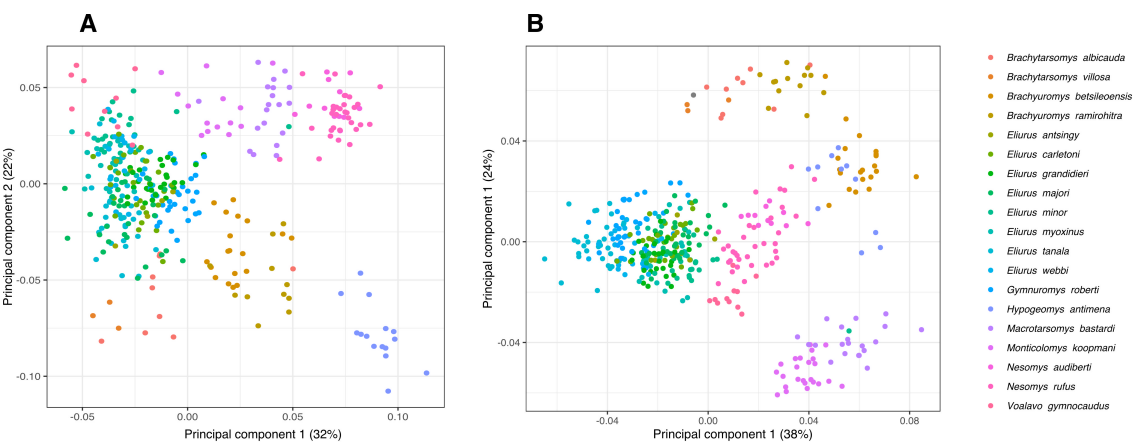 A
B
Principal component 2 (22%)
0.05
0.00
-0.05
-0.10
-0.05
0.00
0.05
0.10
Principal component 1 (32%)
Principal component 1 (24%)
0.04
0.00
-0.04
-0.04
0.00
0.04
0.08
Principal component 1 (38%)
Brachytarsomys albicauda
Brachytarsomys villosa
Brachyuromys betsileoensis
Brachyuromys ramirohitra
Eliurus antsingy
Eliurus carletoni
Eliurus grandidieri
Eliurus majori
Eliurus minor
Eliurus myoxinus
Eliurus tanala
Eliurus webbi
Gymnuromys roberti
Hypogeomys antimena
Macrotarsomys bastardi
Monticolomys koopmani
Nesomys audiberti
Nesomys rufus
Voalavo gymnocaudus